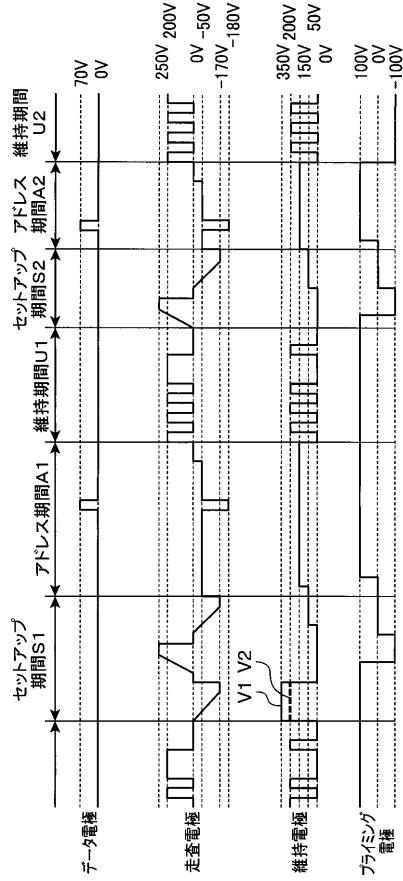 セットアップ
期間S1
アドレス期間A1
維持期間U1
セットアップ
期間S2
アドレス
期間A2
維持期間
U2
データ電極
70V
0V
走査電極
250V
200V
0V
-50V
-170V
-180V
維持電極
V1 V2
350V
200V
150V
50V
0V
プライミング
電極
100V
0V
-100V